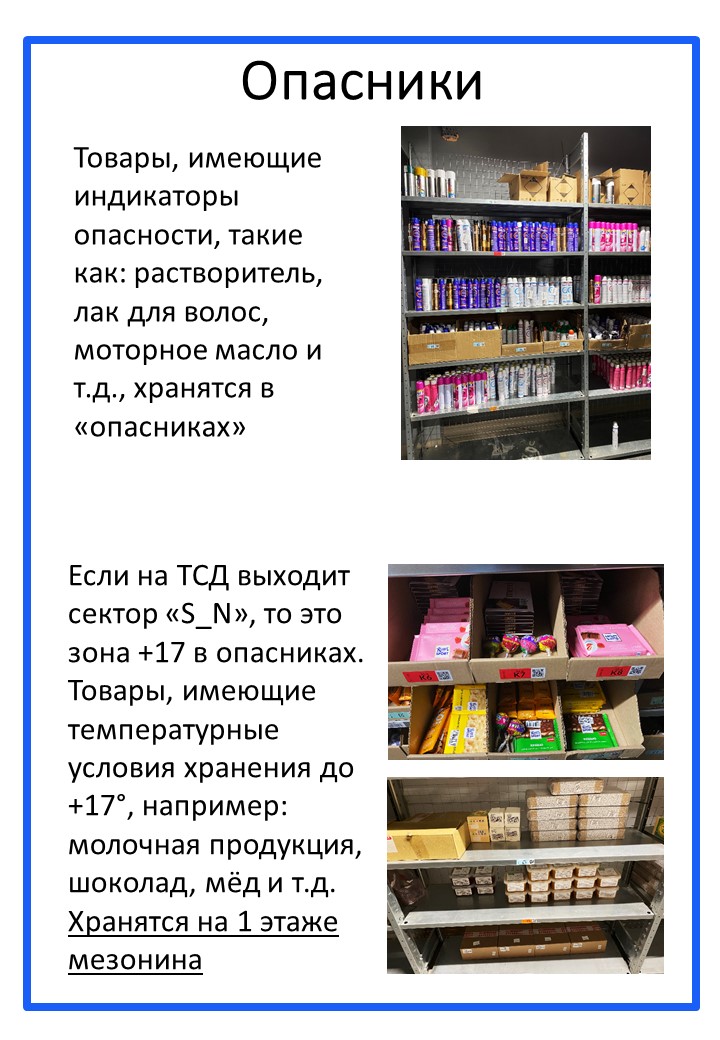 Опасники
Товары, имеющие
индикаторы
опасности, такие
как: растворитель,
лак для волос,
моторное масло и
т.д., хранятся в
«опасниках»
Если на ТСД выходит
сектор «S_N», то это
зона +17 в опасниках.
Товары, имеющие
температурные
условия хранения до
+17°, например:
молочная продукция,
шоколад, мёд и т.д.
Хранятся на 1 этаже
мезонина